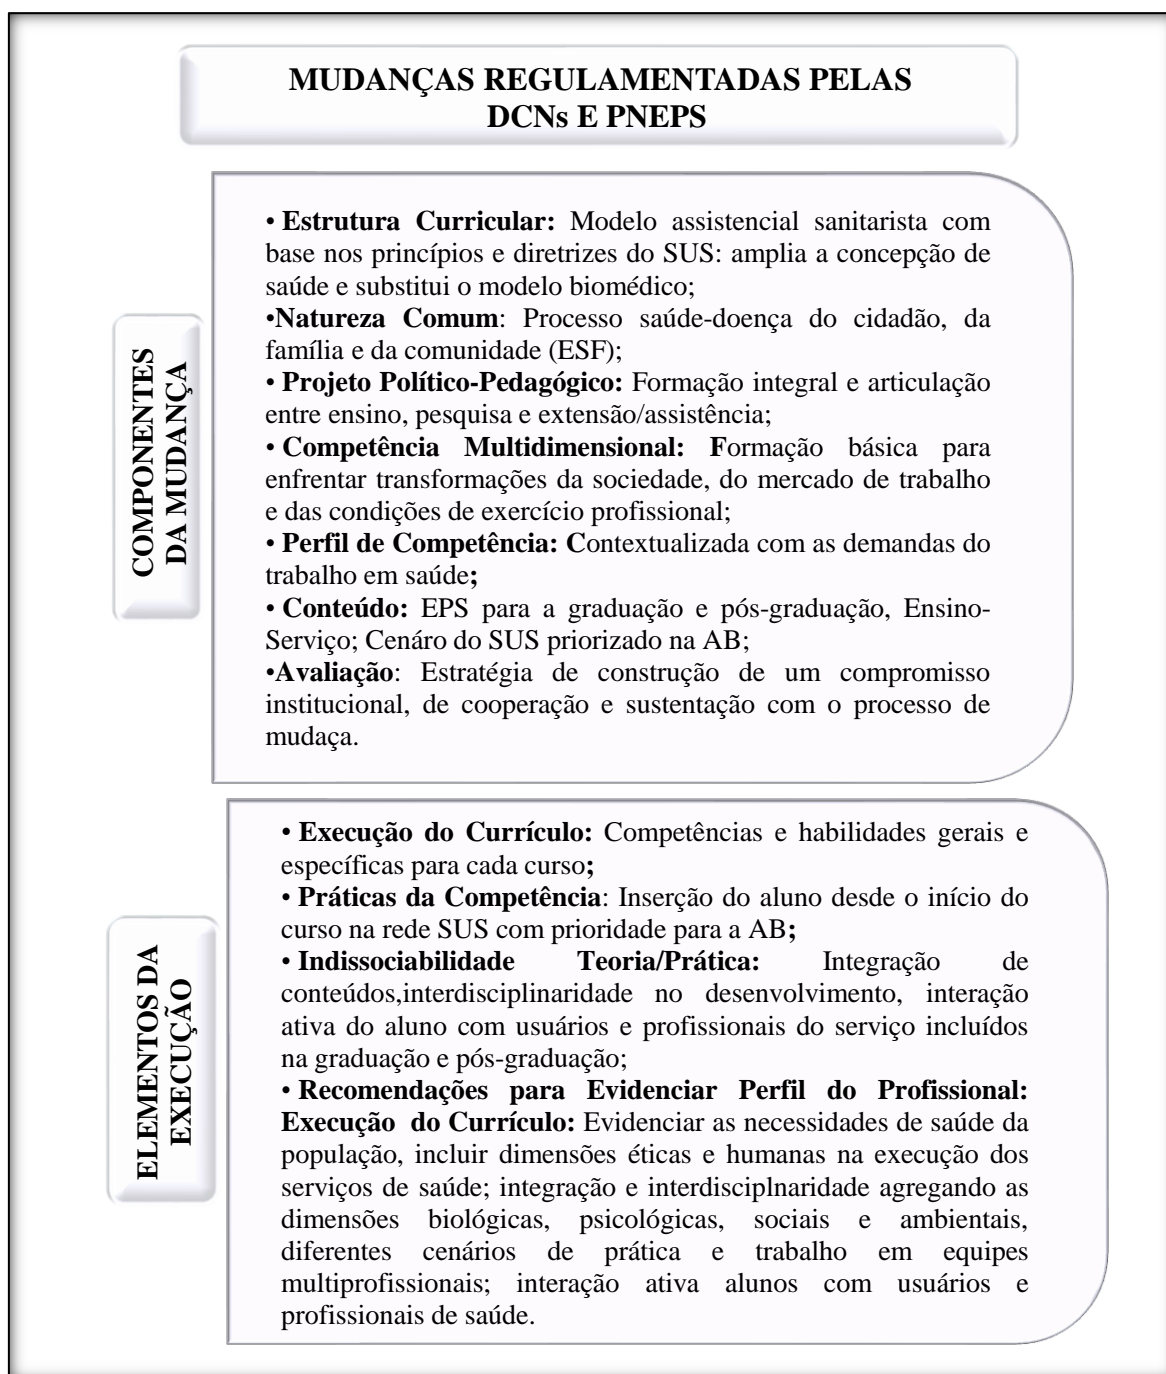 MUDANÇAS REGULAMENTADAS PELAS
DCNs E PNEPS
COMPONENTES
DA MUDANÇA
• Estrutura Curricular: Modelo assistencial sanitarista com
base nos princípios e diretrizes do SUS: amplia a concepção de
saúde e substitui o modelo biomédico;
•Natureza Comum: Processo saúde-doença do cidadão, da
família e da comunidade (ESF);
• Projeto Político-Pedagógico: Formação integral e articulação
entre ensino, pesquisa e extensão/assistência;
• Competência Multidimensional: Formação básica para
enfrentar transformações da sociedade, do mercado de trabalho
e das condições de exercício profissional;
• Perfil de Competência: Contextualizada com as demandas do
trabalho em saúde;
• Conteúdo: EPS para a graduação e pós-graduação, Ensino-
Serviço; Cenáro do SUS priorizado na AB;
•Avaliação: Estratégia de construção de um compromisso
institucional, de cooperação e sustentação com o processo de
mudaça.
ELEMENTOS DA
EXECUÇÃO
• Execução do Currículo: Competências e habilidades gerais e
específicas para cada curso;
• Práticas da Competência: Inserção do aluno desde o início do
curso na rede SUS com prioridade para a AB;
• Indissociabilidade Teoria/Prática: Integração de
conteúdos,interdisciplinaridade no desenvolvimento, interação
ativa do aluno com usuários e profissionais do serviço incluídos
na graduação e pós-graduação;
• Recomendações para Evidenciar Perfil do Profissional:
Execução do Currículo: Evidenciar as necessidades de saúde da
população, incluir dimensões éticas e humanas na execução dos
serviços de saúde; integração e interdisciplnaridade agregando as
dimensões biológicas, psicológicas, sociais e ambientais,
diferentes cenários de prática e trabalho em equipes
multiprofissionais; interação ativa alunos com usuários e
profissionais de saúde.